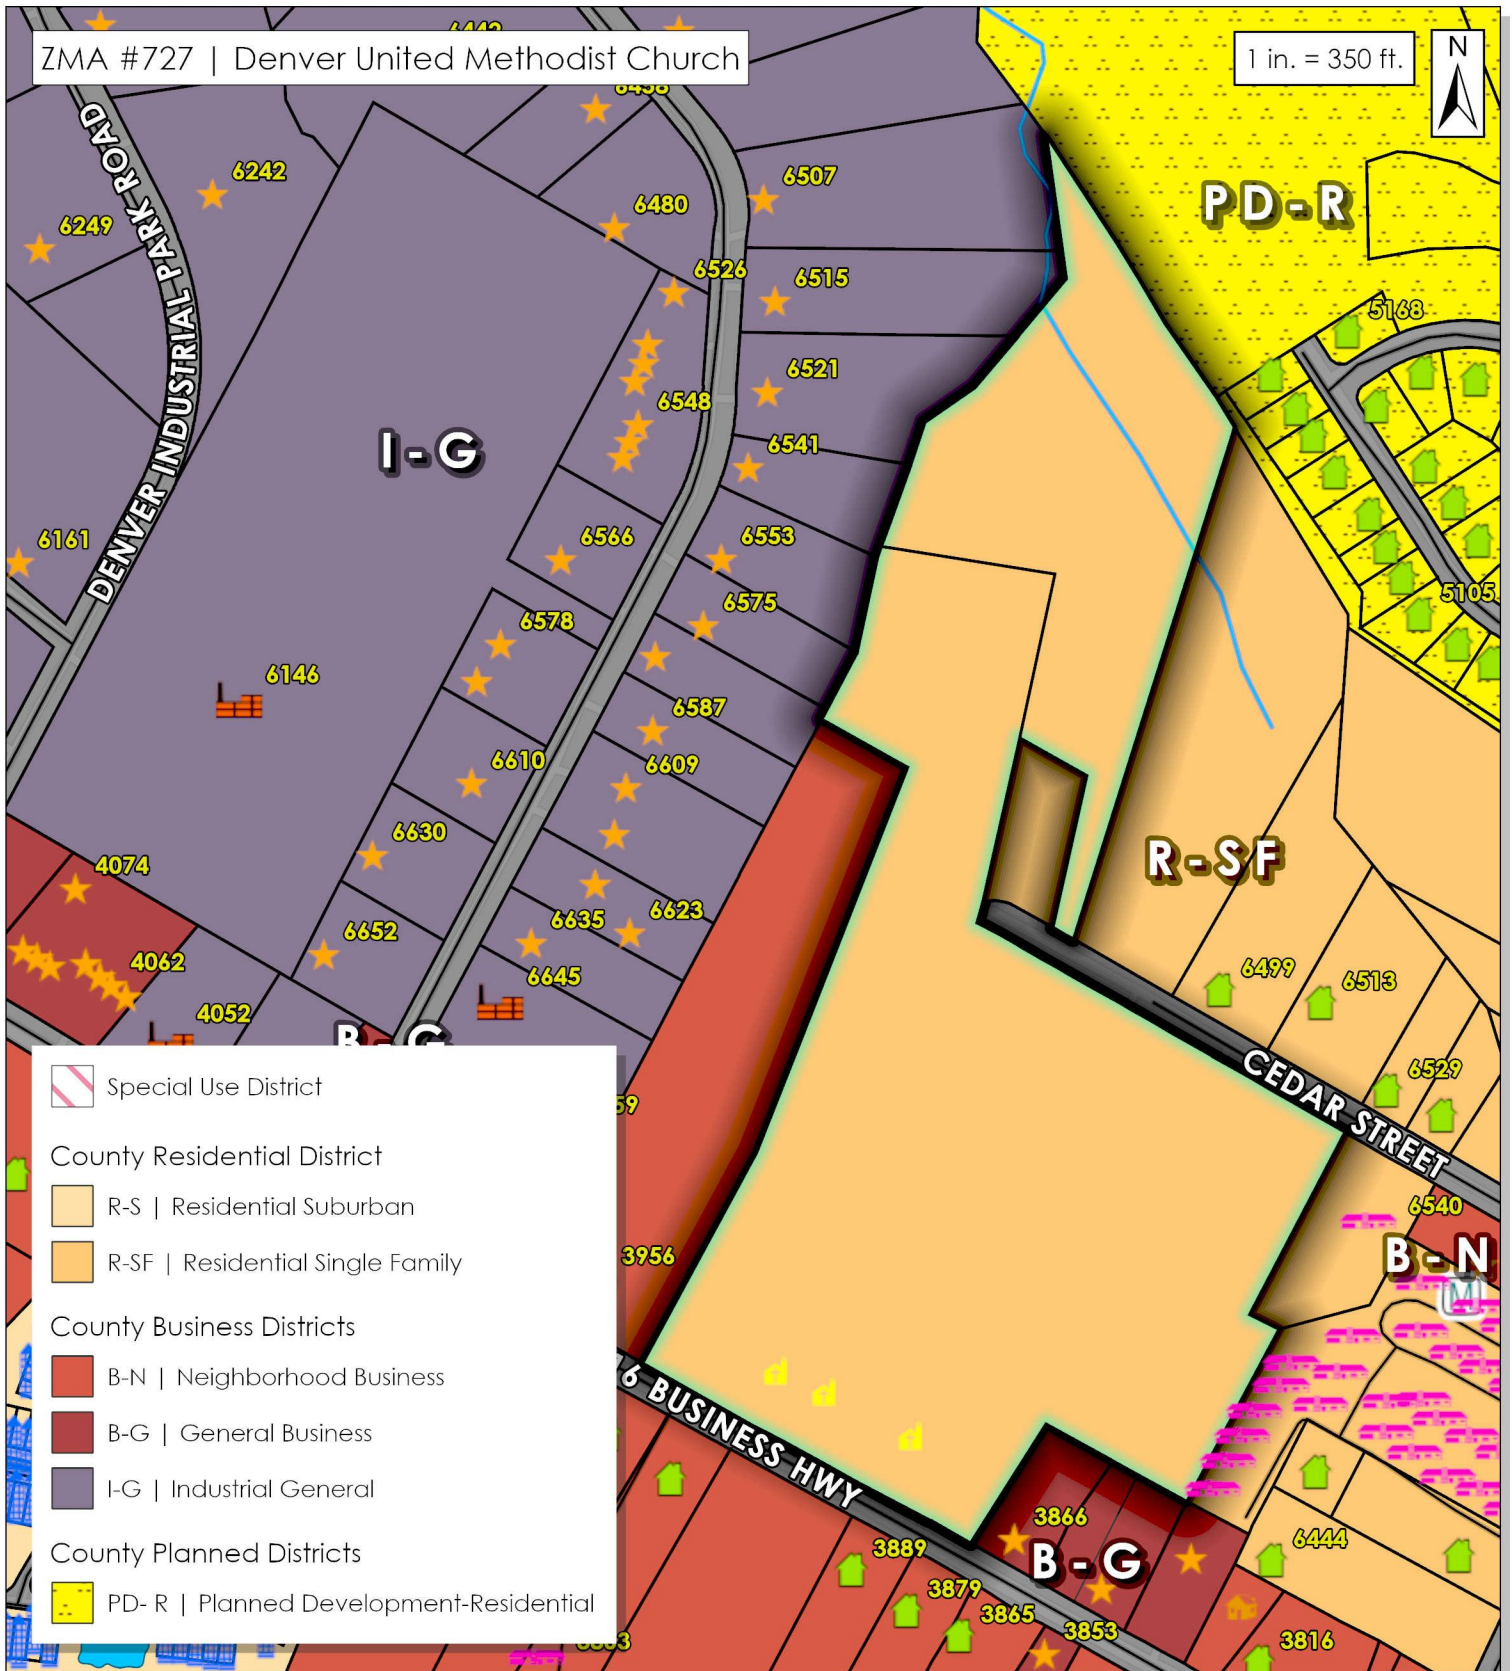 6442
ZMA #727 | Denver United Methodist Church
1 in. = 350 ft.
N
6458
DENVER INDUSTRIAL PARK ROAD
6242
6249
6480
6507
PD-R
6526
6515
5168
6521
6548
I-G
6541
6161
6566
6553
5105
6575
6578
6146
6587
6610
6609
6630
R-SF
4074
6623
6635
6652
4062
6645
6499
6513
4052
B-G
CEDAR STREET
6529
59
Special Use District
County Residential District
R-S | Residential Suburban
R-SF | Residential Single Family
County Business Districts
B-N | Neighborhood Business
B-G | General Business
I-G | Industrial General
County Planned Districts
PD- R | Planned Development-Residential
6540
B-N
M
3956
6 BUSINESS HWY
3866
B-G
3889
6444
3879
3865
3853
3816